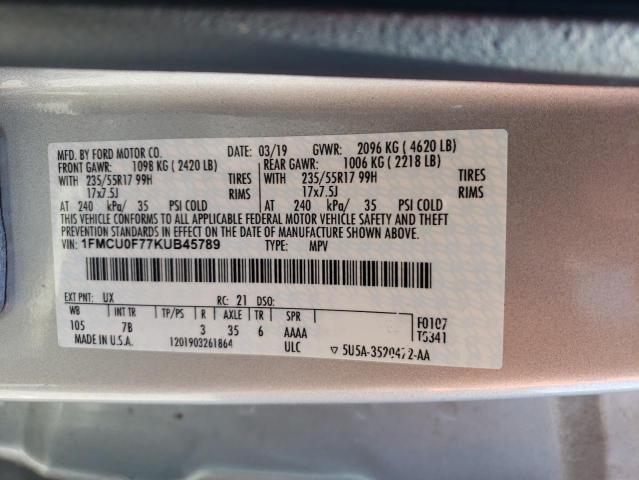 MFD. BY FORD MOTOR CO. DATE: 03/19 GVWR: 2096 KG ( 4620 LB)
FRONT GAWR: 1098 KG ( 2420 LB) REAR GAWR: 1006 KG ( 2218 LB)
WITH 235/55R17 99H TIRES WITH 235/55R17 99H TIRES
17x7.5J RIMS 17x7.5J RIMS
AT 240 kPa/ 35 PSI COLD AT 240 kPa/ 35 PSI COLD
THIS VEHICLE CONFORMS TO ALL APPLICABLE FEDERAL MOTOR VEHICLE SAFETY AND THEFT
PREVENTION STANDARDS IN EFFECT ON THE DATE OF MANUFACTURE SHOWN ABOVE.
VIN: 1FMCU0F77KUB45789 TYPE: MPV
EXT PNT: UX RC: 21 DSO:
WB INT TR TP/PS R AXLE TR SPR
105 7B 3 35 6 AAAA
F0107
T5341
MADE IN U.S.A. 1201903261864 ULC
5U5A-3520472-AA